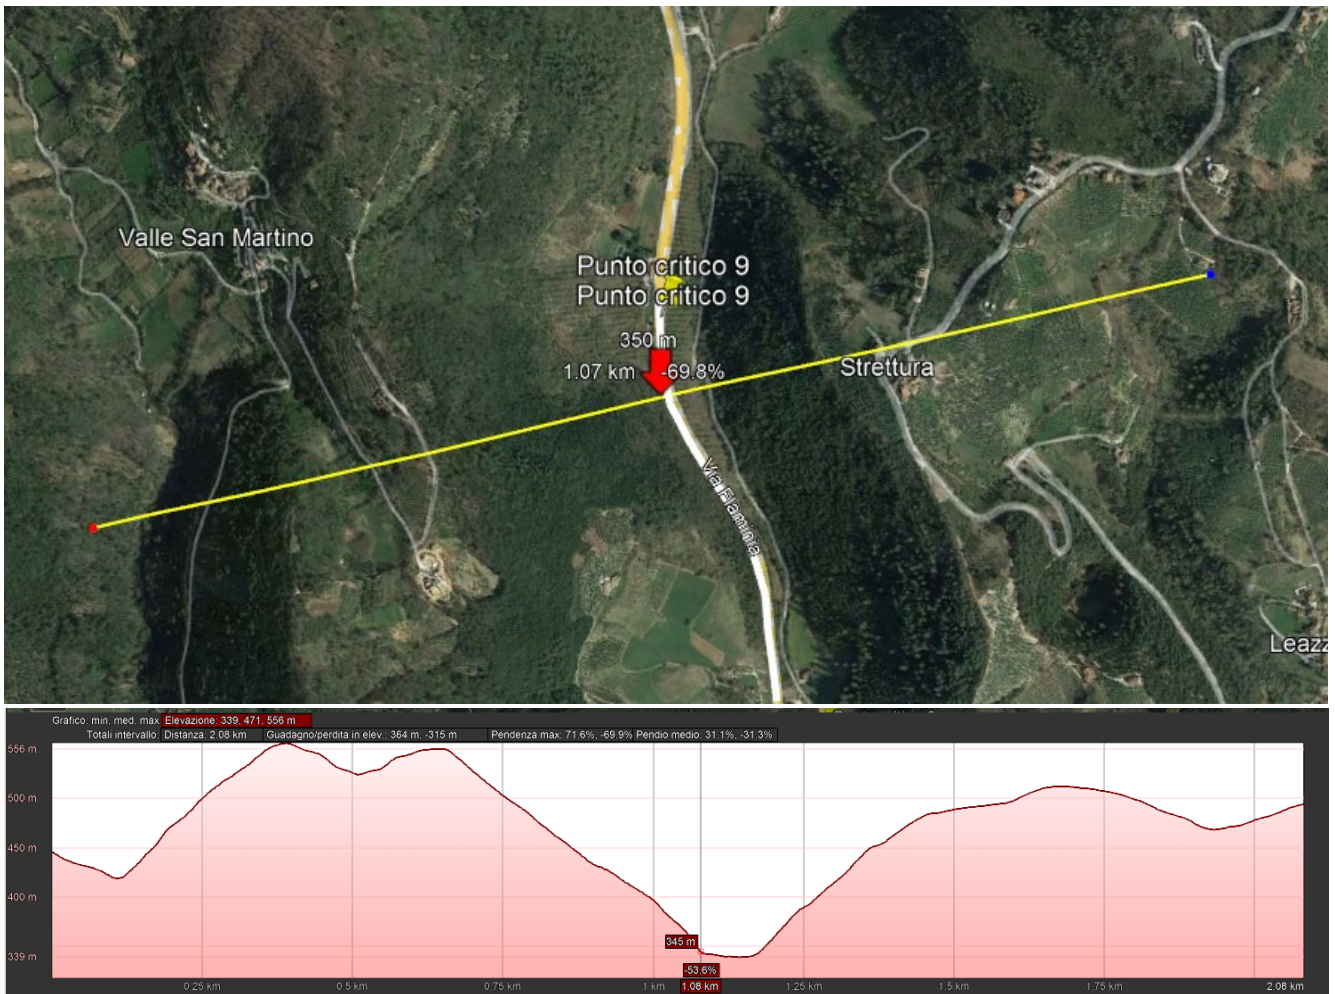 Valle San Martino
Punto critico 9
Punto critico 9
350 m
1.07 km -69.8%
Strettura
Via Flaminia
Leazz
Grafico: min. med. max Elevazione: 339, 471, 556 m
Totali intervallo: Distanza: 2.08 km Guadagno/perdita in elev.: 364 m. -315 m Pendenza max: 71.6%, -69.9% Pendio medio: 31.1%, -31.3%
556 m
500 m
450 m
400 m
345 m
339 m
-53.6%
0.25 km 0.5 km 0.75 km 1 km 1.08 km 1.25 km 1.5 km 1.75 km 2.08 km